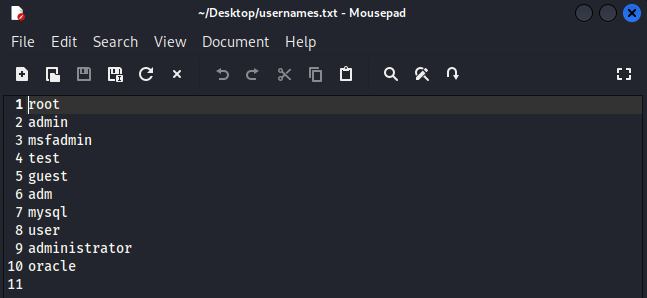 ~/Desktop/usernames.txt - Mousepad
File Edit Search View Document Help
1 root
2 admin
3 msfadmin
4 test
5 guest
6 adm
7 mysql
8 user
9 administrator
10 oracle
11